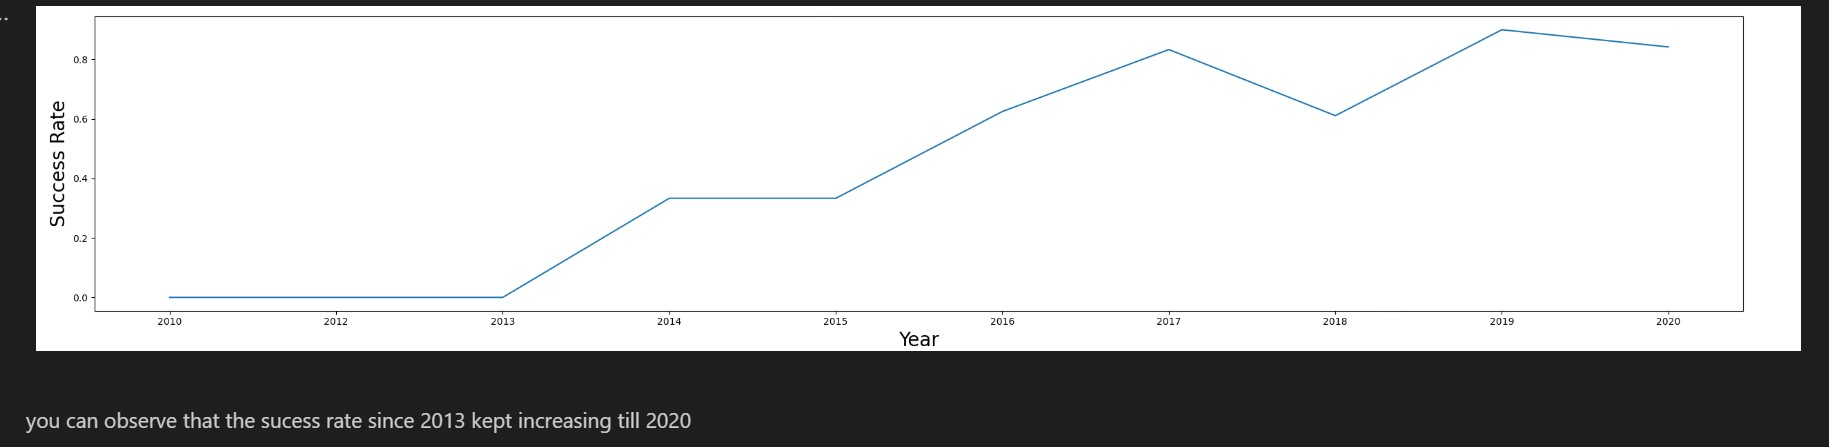 0.8
0.6
0.4
0.2
0.0
Success Rate
2010 2012 2013 2014 2015 2016 2017 2018 2019 2020
Year
you can observe that the sucess rate since 2013 kept increasing till 2020